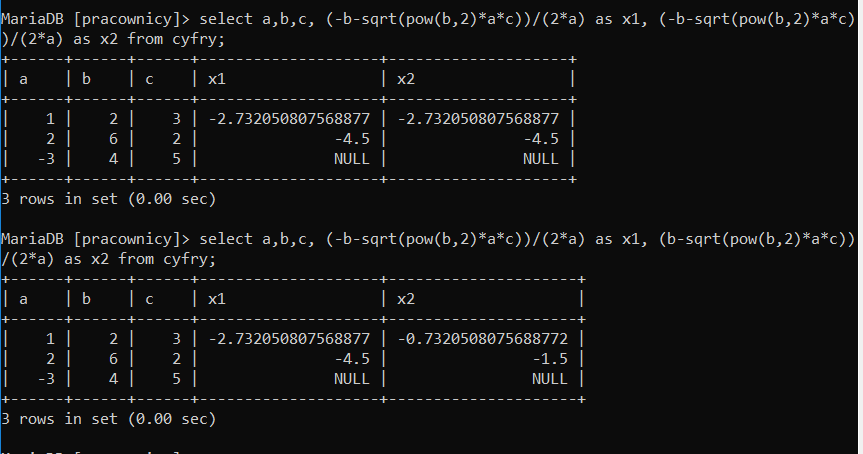 MariaDB [pracownicy]> select a,b,c, (-b-sqrt(pow(b,2)*a*c))/(2*a) as x1, (-b-sqrt(pow(b,2)*a*c)
)/(2*a) as x2 from cyfry;
+------+------+------+--------------------+--------------------+
| a    | b    | c    | x1                 | x2                 |
+------+------+------+--------------------+--------------------+
|    1 |    2 |    3 | -2.732050807568877 | -2.732050807568877 |
|    2 |    6 |    2 |               -4.5 |               -4.5 |
|   -3 |    4 |    5 |               NULL |               NULL |
+------+------+------+--------------------+--------------------+
3 rows in set (0.00 sec)
MariaDB [pracownicy]> select a,b,c, (-b-sqrt(pow(b,2)*a*c))/(2*a) as x1, (b-sqrt(pow(b,2)*a*c))
/(2*a) as x2 from cyfry;
+------+------+------+--------------------+---------------------+
| a    | b    | c    | x1                 | x2                  |
+------+------+------+--------------------+---------------------+
|    1 |    2 |    3 | -2.732050807568877 | -0.7320508075688772 |
|    2 |    6 |    2 |               -4.5 |                -1.5 |
|   -3 |    4 |    5 |               NULL |                NULL |
+------+------+------+--------------------+---------------------+
3 rows in set (0.00 sec)